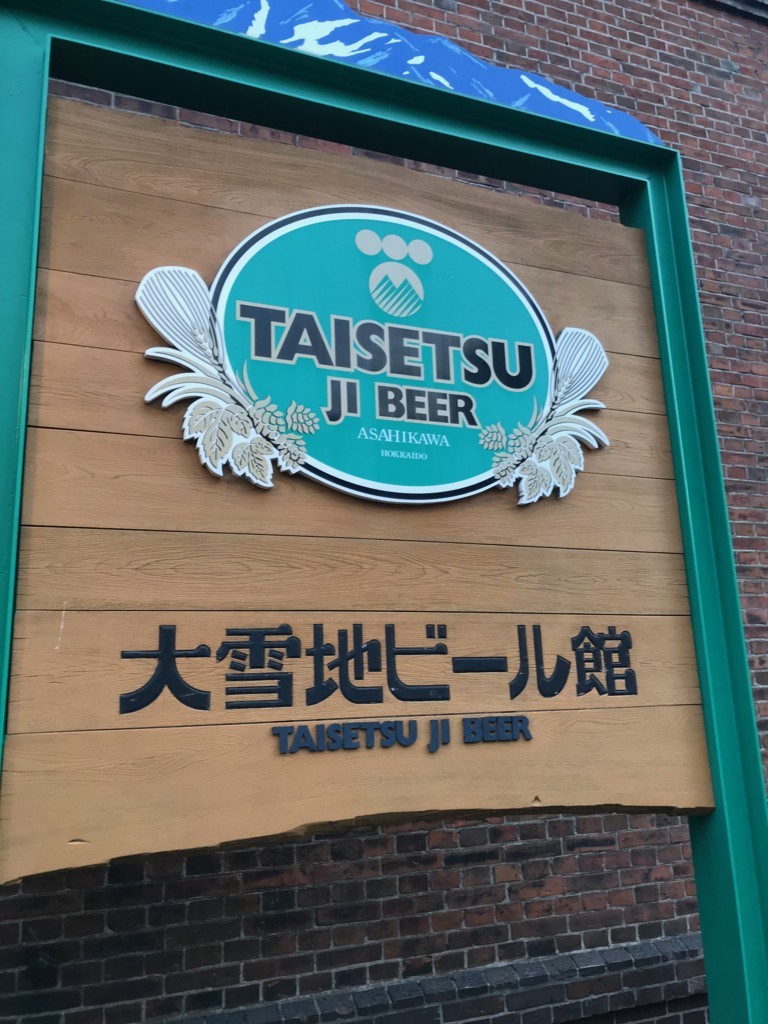 TAISETSU
JI BEER
ASAHIKAWA
HOKKAIDO
大雪地ビール館
TAISETSU JI BEER